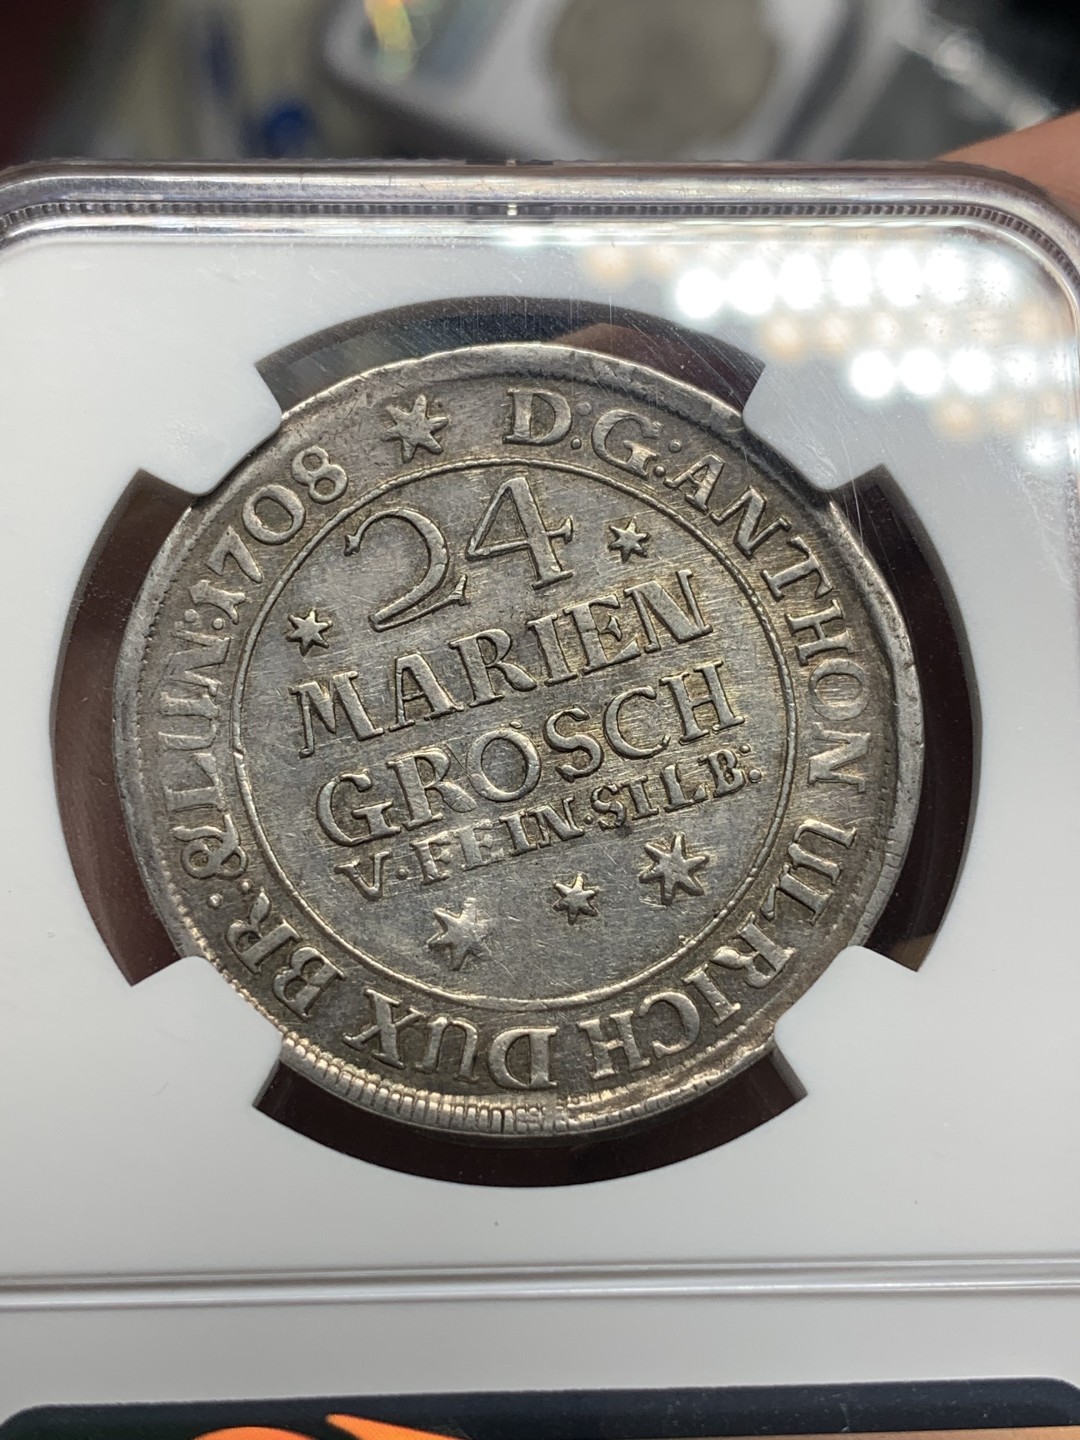 D:G:ANTHON ULRICH DUX BR:&LUN:1708
24
MARIEN
GROSCH
V·FEIN·SILB: